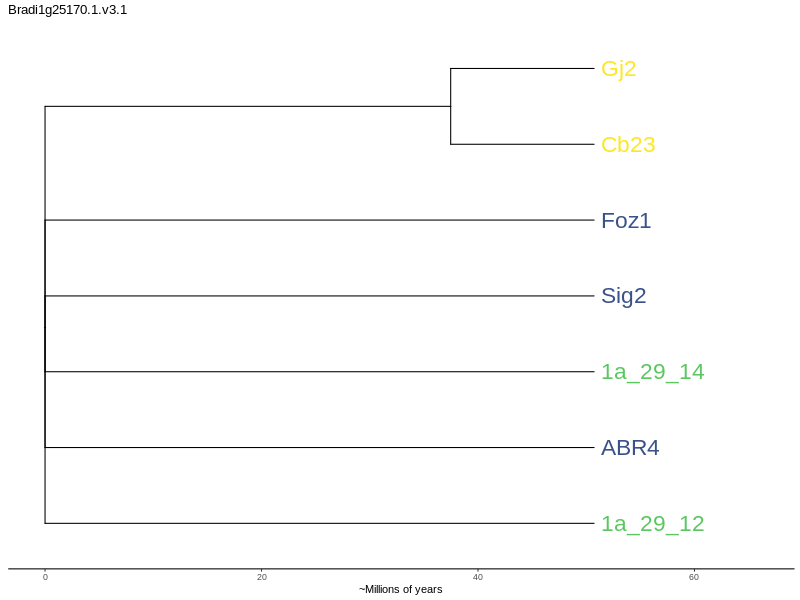 Bradi1g25170.1.v3.1
Gj2
Cb23
Foz1
Sig2
1a_29_14
ABR4
1a_29_12
0 20 40 60
~Millions of years